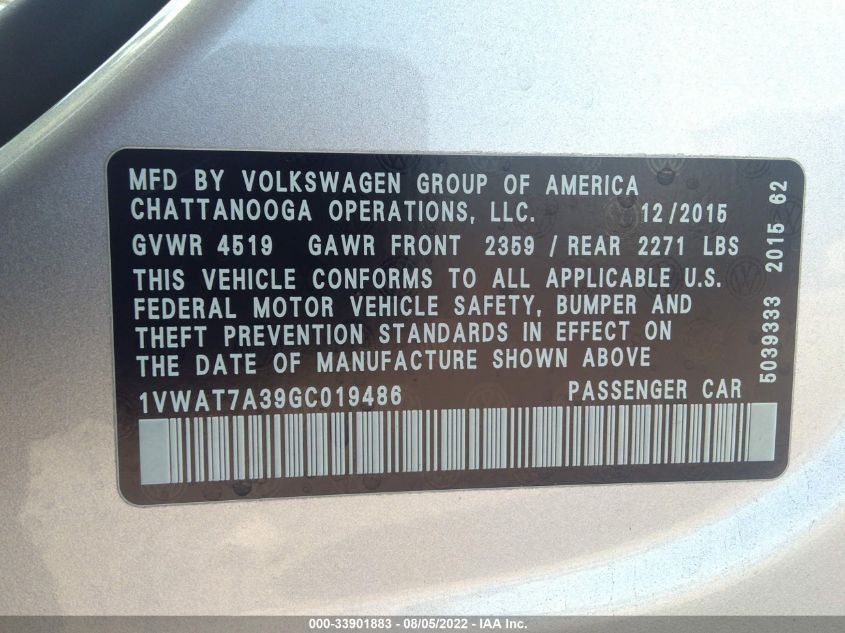 MFD BY VOLKSWAGEN GROUP OF AMERICA
CHATTANOOGA OPERATIONS, LLC. 12/2015
GVWR 4519 GAWR FRONT 2359 / REAR 2271 LBS
THIS VEHICLE CONFORMS TO ALL APPLICABLE U.S.
FEDERAL MOTOR VEHICLE SAFETY, BUMPER AND
THEFT PREVENTION STANDARDS IN EFFECT ON
THE DATE OF MANUFACTURE SHOWN ABOVE
1VWAT7A39GC019486 PASSENGER CAR
5039333 2015 62
000-33901883 - 08/05/2022 - IAA Inc.